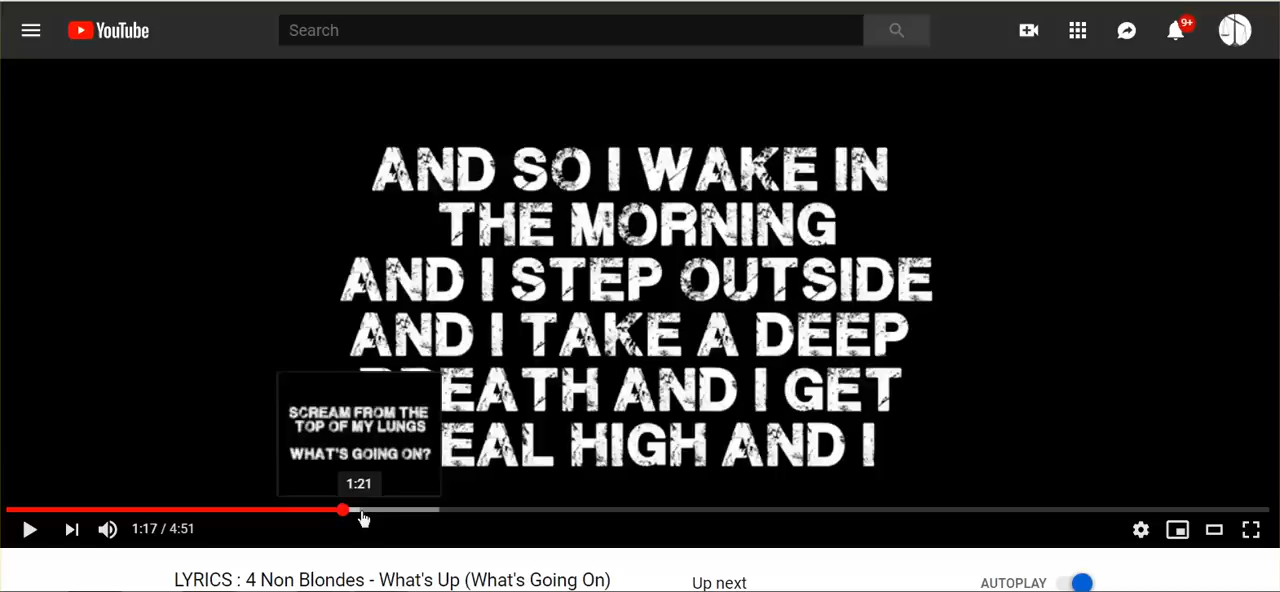 YouTube
Search
9+
AND SO I WAKE IN
THE MORNING
AND I STEP OUTSIDE
AND I TAKE A DEEP
EATH AND I GET
EAL HIGH AND I
SCREAM FROM THE
TOP OF MY LUNGS
WHAT'S GOING ON?
1:21
1:17 / 4:51
LYRICS : 4 Non Blondes - What's Up (What's Going On)
Up next
AUTOPLAY